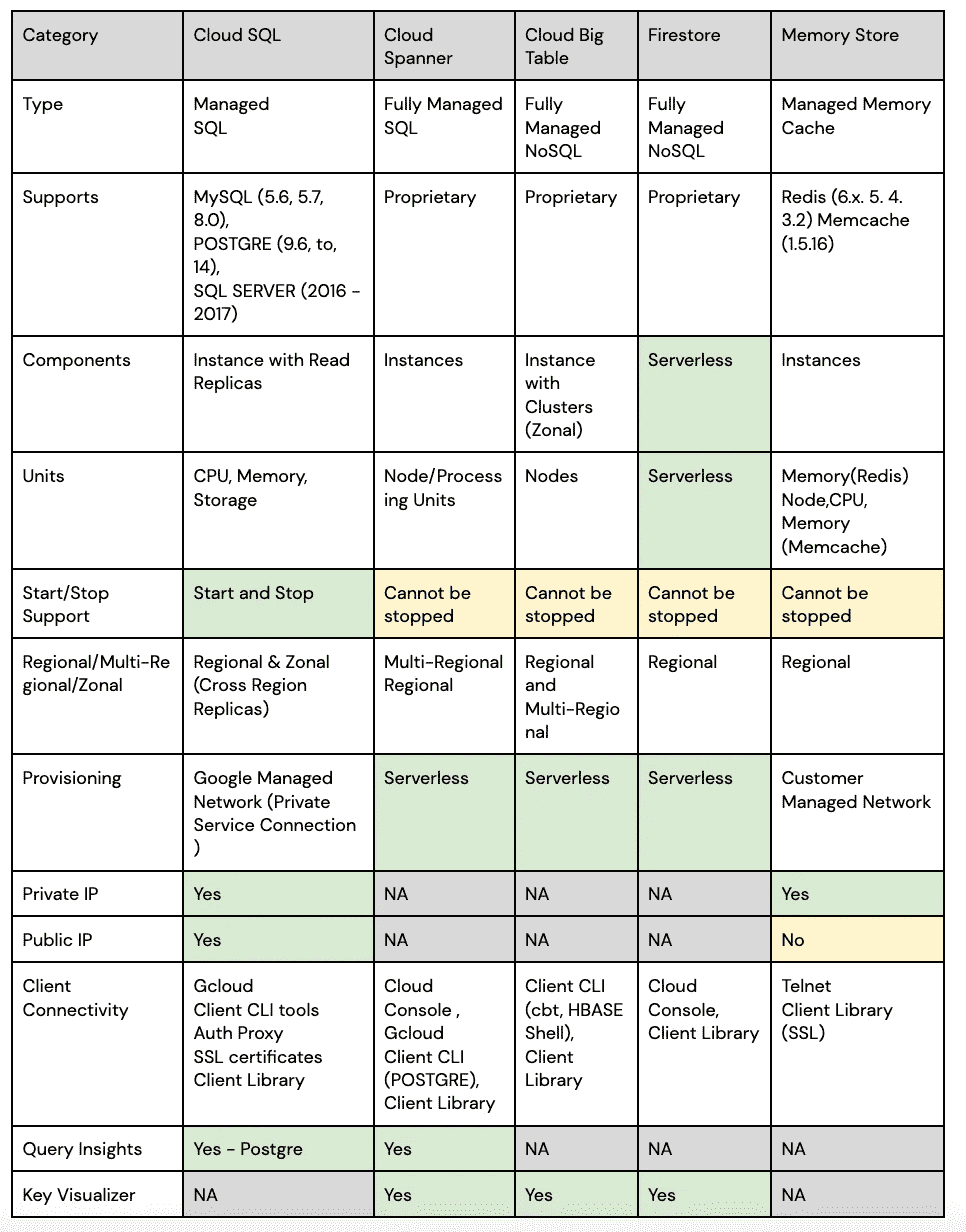 Category
Cloud SQL
Cloud
Spanner
Cloud Big
Table
Firestore
Memory Store
Type
Managed
SQL
Fully Managed
SQL
Fully
Managed
NoSQL
Fully
Managed
NoSQL
Managed Memory
Cache
Supports
MySQL (5.6, 5.7,
8.0),
POSTGRE (9.6, to,
14),
SQL SERVER (2016 -
2017)
Proprietary
Proprietary
Proprietary
Redis (6.x. 5. 4.
3.2) Memcache
(1.5.16)
Components
Instance with Read
Replicas
Instances
Instance
with
Clusters
(Zonal)
Serverless
Instances
Units
CPU, Memory,
Storage
Node/Process
ing Units
Nodes
Serverless
Memory(Redis)
Node,CPU,
Memory
(Memcache)
Start/Stop
Support
Start and Stop
Cannot be
stopped
Cannot be
stopped
Cannot be
stopped
Cannot be
stopped
Regional/Multi-Re
gional/Zonal
Regional & Zonal
(Cross Region
Replicas)
Multi-Regional
Regional
Regional
and
Multi-Regio
nal
Regional
Regional
Provisioning
Google Managed
Network (Private
Service Connection
)
Serverless
Serverless
Serverless
Customer
Managed Network
Private IP
Yes
NA
NA
NA
Yes
Public IP
Yes
NA
NA
NA
No
Client
Connectivity
Gcloud
Client CLI tools
Auth Proxy
SSL certificates
Client Library
Cloud
Console ,
Gcloud
Client CLI
(POSTGRE),
Client Library
Client CLI
(cbt, HBASE
Shell),
Client
Library
Cloud
Console,
Client Library
Telnet
Client Library
(SSL)
Query Insights
Yes - Postgre
Yes
NA
NA
NA
Key Visualizer
NA
Yes
Yes
Yes
NA